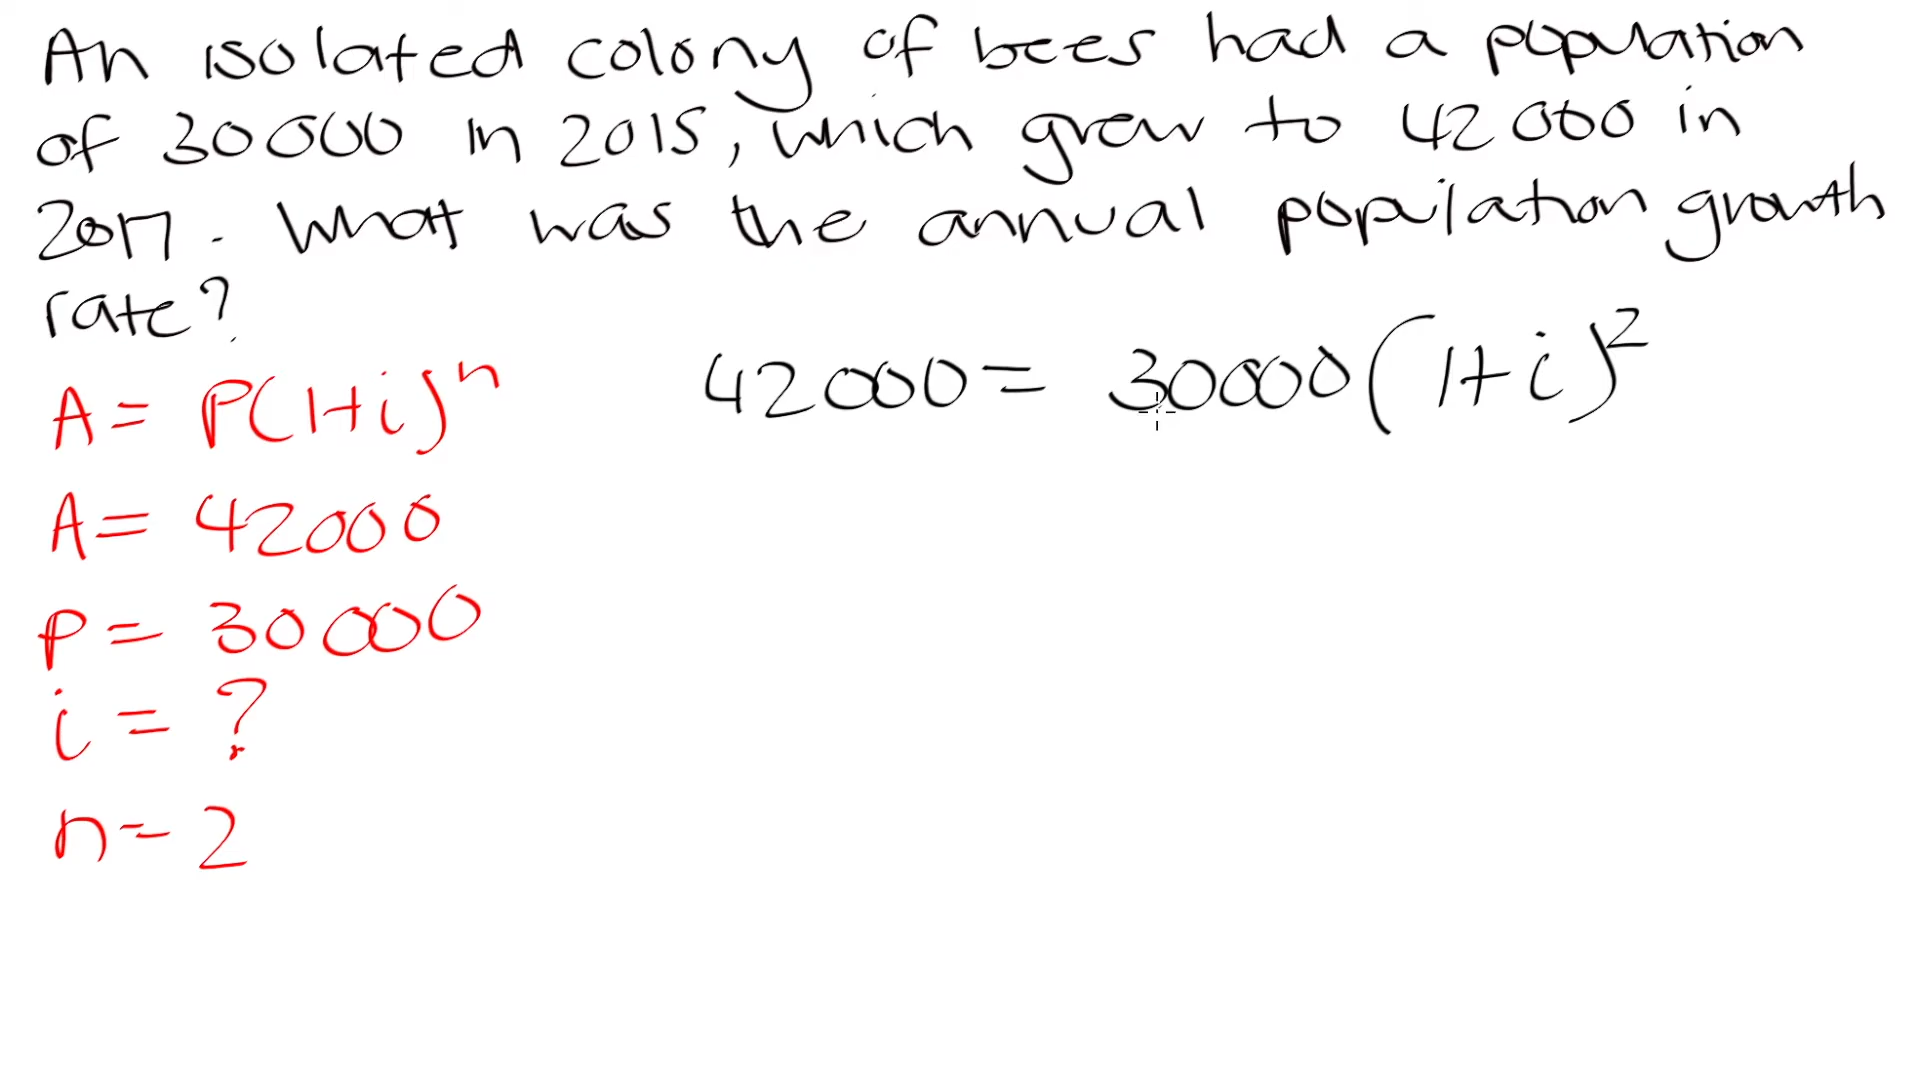 An isolated colony of bees had a population
of 30000 in 2015, which grew to 42000 in
2017. What was the annual population growth
rate?
42000 = 30000(1+i)²
A = P(1+i)ⁿ
A = 42000
P = 30000
i = ?
n = 2